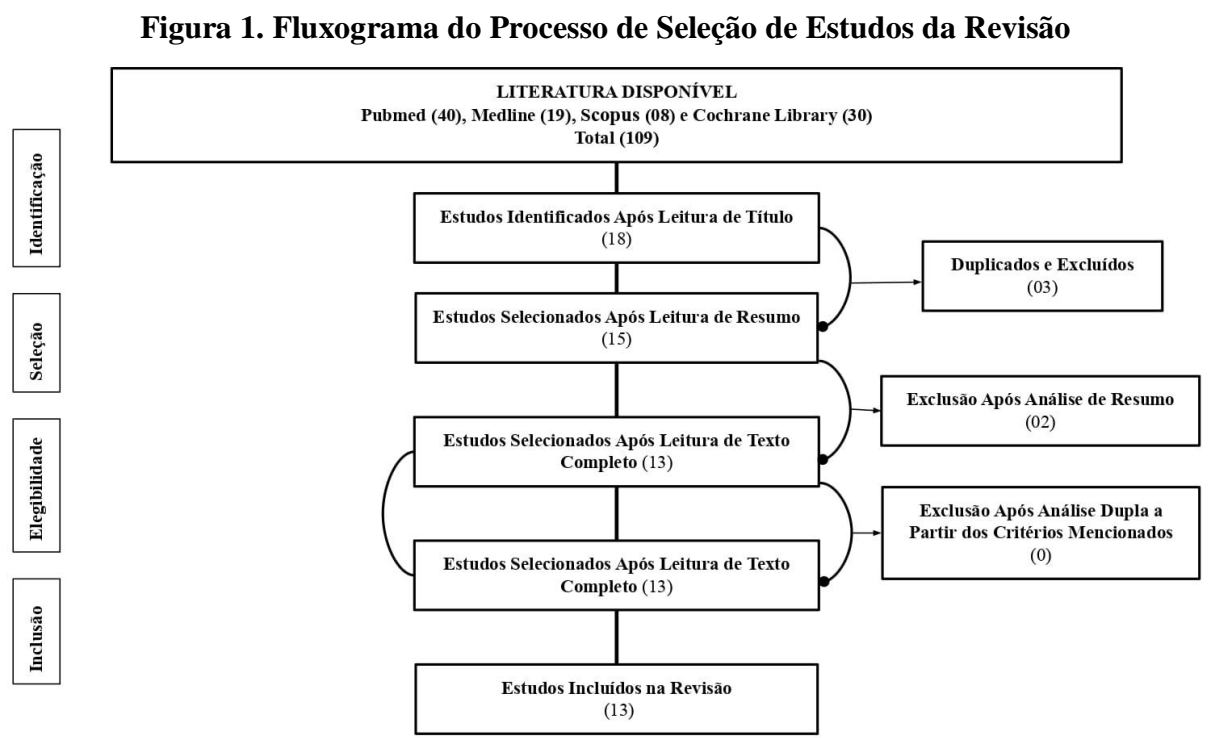 Figura 1. Fluxograma do Processo de Seleção de Estudos da Revisão
LITERATURA DISPONÍVEL
Pubmed (40), Medline (19), Scopus (08) e Cochrane Library (30)
Total (109)
Identificação
Estudos Identificados Após Leitura de Título
(18)
Duplicados e Excluídos
(03)
Seleção
Estudos Selecionados Após Leitura de Resumo
(15)
Exclusão Após Análise de Resumo
(02)
Elegibilidade
Estudos Selecionados Após Leitura de Texto
Completo (13)
Exclusão Após Análise Dupla a
Partir dos Critérios Mencionados
(0)
Estudos Selecionados Após Leitura de Texto
Completo (13)
Inclusão
Estudos Incluídos na Revisão
(13)